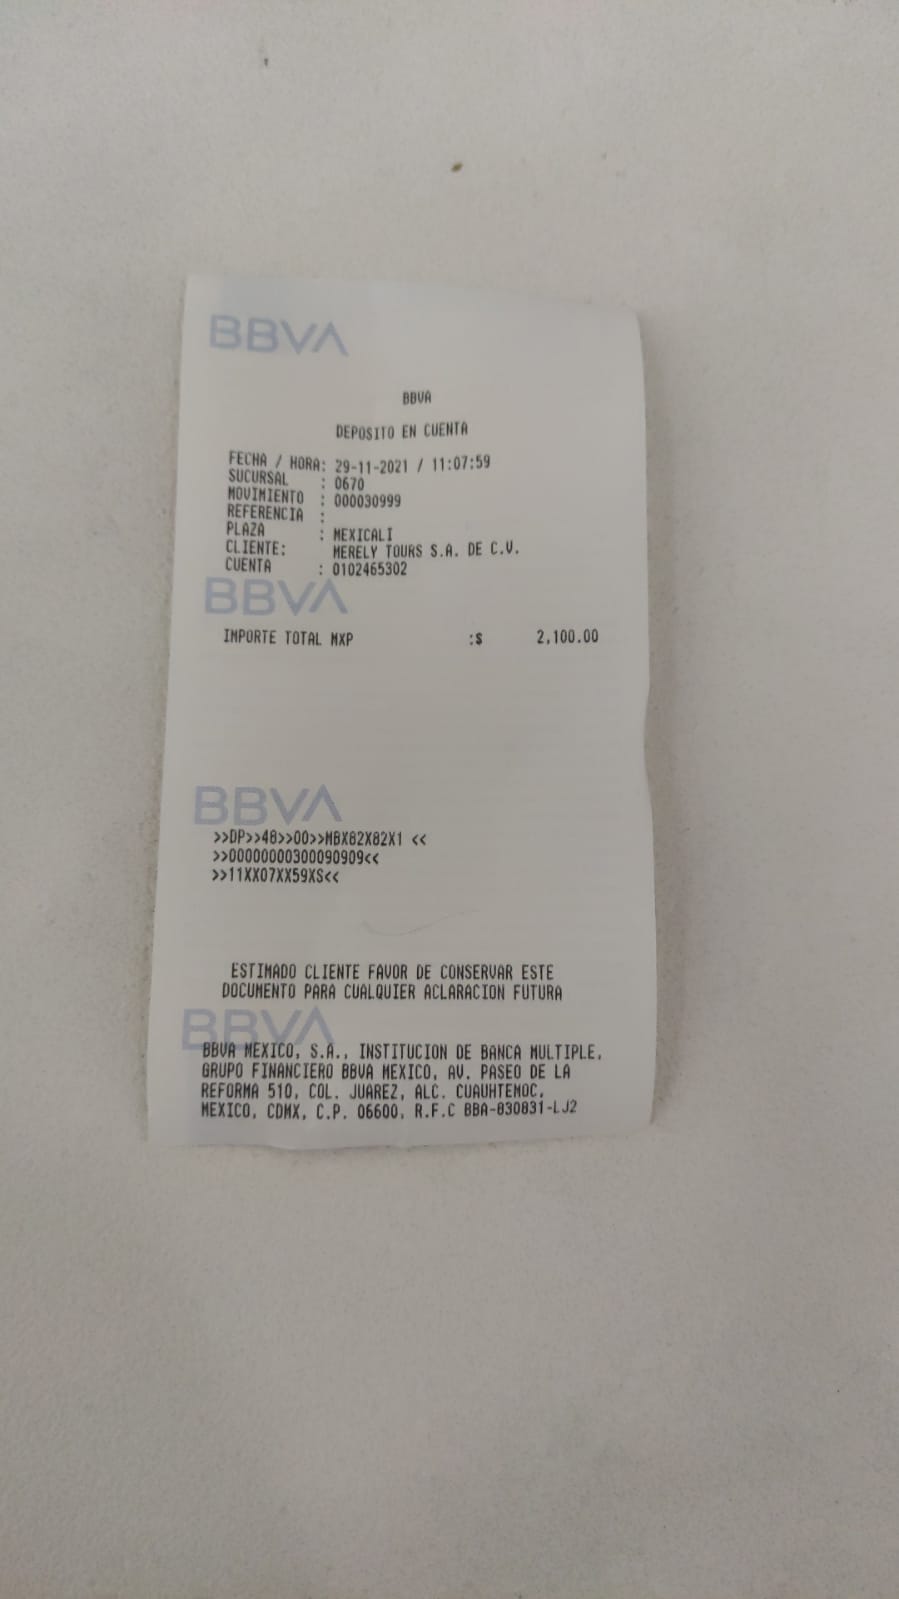 BBVA
BBVA
DEPOSITO EN CUENTA
FECHA / HORA: 29-11-2021 / 11:07:59
SUCURSAL : 0670
MOVIMIENTO : 000030999
REFERENCIA :
PLAZA : MEXICALI
CLIENTE: MERELY TOURS S.A. DE C.V.
CUENTA : 0102465302
BBVA
IMPORTE TOTAL MXP :$ 2,100.00
BBVA
>>DP>>48>>00>>MBX82X82X1 <<
>>00000000300090909<<
>>11XX07XX59XS<<
ESTIMADO CLIENTE FAVOR DE CONSERVAR ESTE
DOCUMENTO PARA CUALQUIER ACLARACION FUTURA
BBVA
BBVA MEXICO, S.A., INSTITUCION DE BANCA MULTIPLE,
GRUPO FINANCIERO BBVA MEXICO, AV. PASEO DE LA
REFORMA 510, COL. JUAREZ, ALC. CUAUHTEMOC,
MEXICO, CDMX, C.P. 06600, R.F.C BBA-830831-LJ2